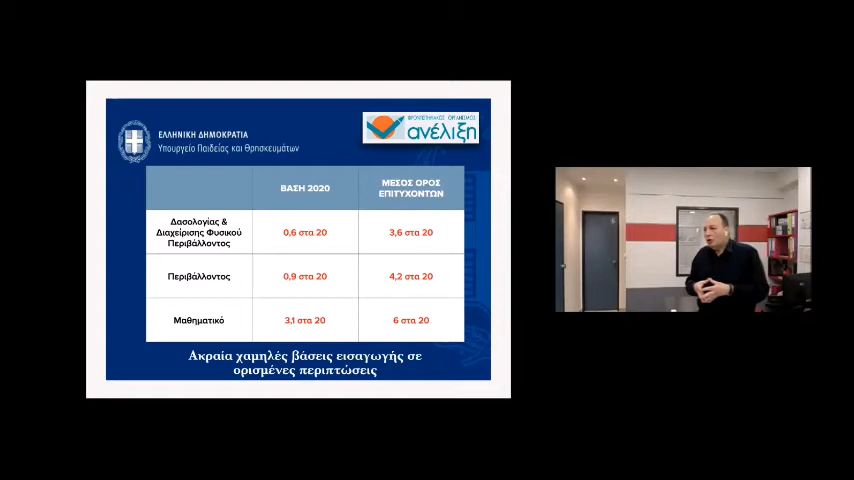 ΕΛΛΗΝΙΚΗ ΔΗΜΟΚΡΑΤΙΑ
Υπουργείο Παιδείας και Θρησκευμάτων
ΦΡΟΝΤΙΣΤΗΡΙΑΚΟΣ ΟΡΓΑΝΙΣΜΟΣ
ανέλιξη
ΒΑΣΗ 2020
ΜΕΣΟΣ ΟΡΟΣ
ΕΠΙΤΥΧΟΝΤΩΝ
Δασολογίας &
Διαχείρισης Φυσικού
Περιβάλλοντος
0,6 στα 20
3,6 στα 20
Περιβάλλοντος
0,9 στα 20
4,2 στα 20
Μαθηματικό
3,1 στα 20
6 στα 20
Ακραία χαμηλές βάσεις εισαγωγής σε
ορισμένες περιπτώσεις